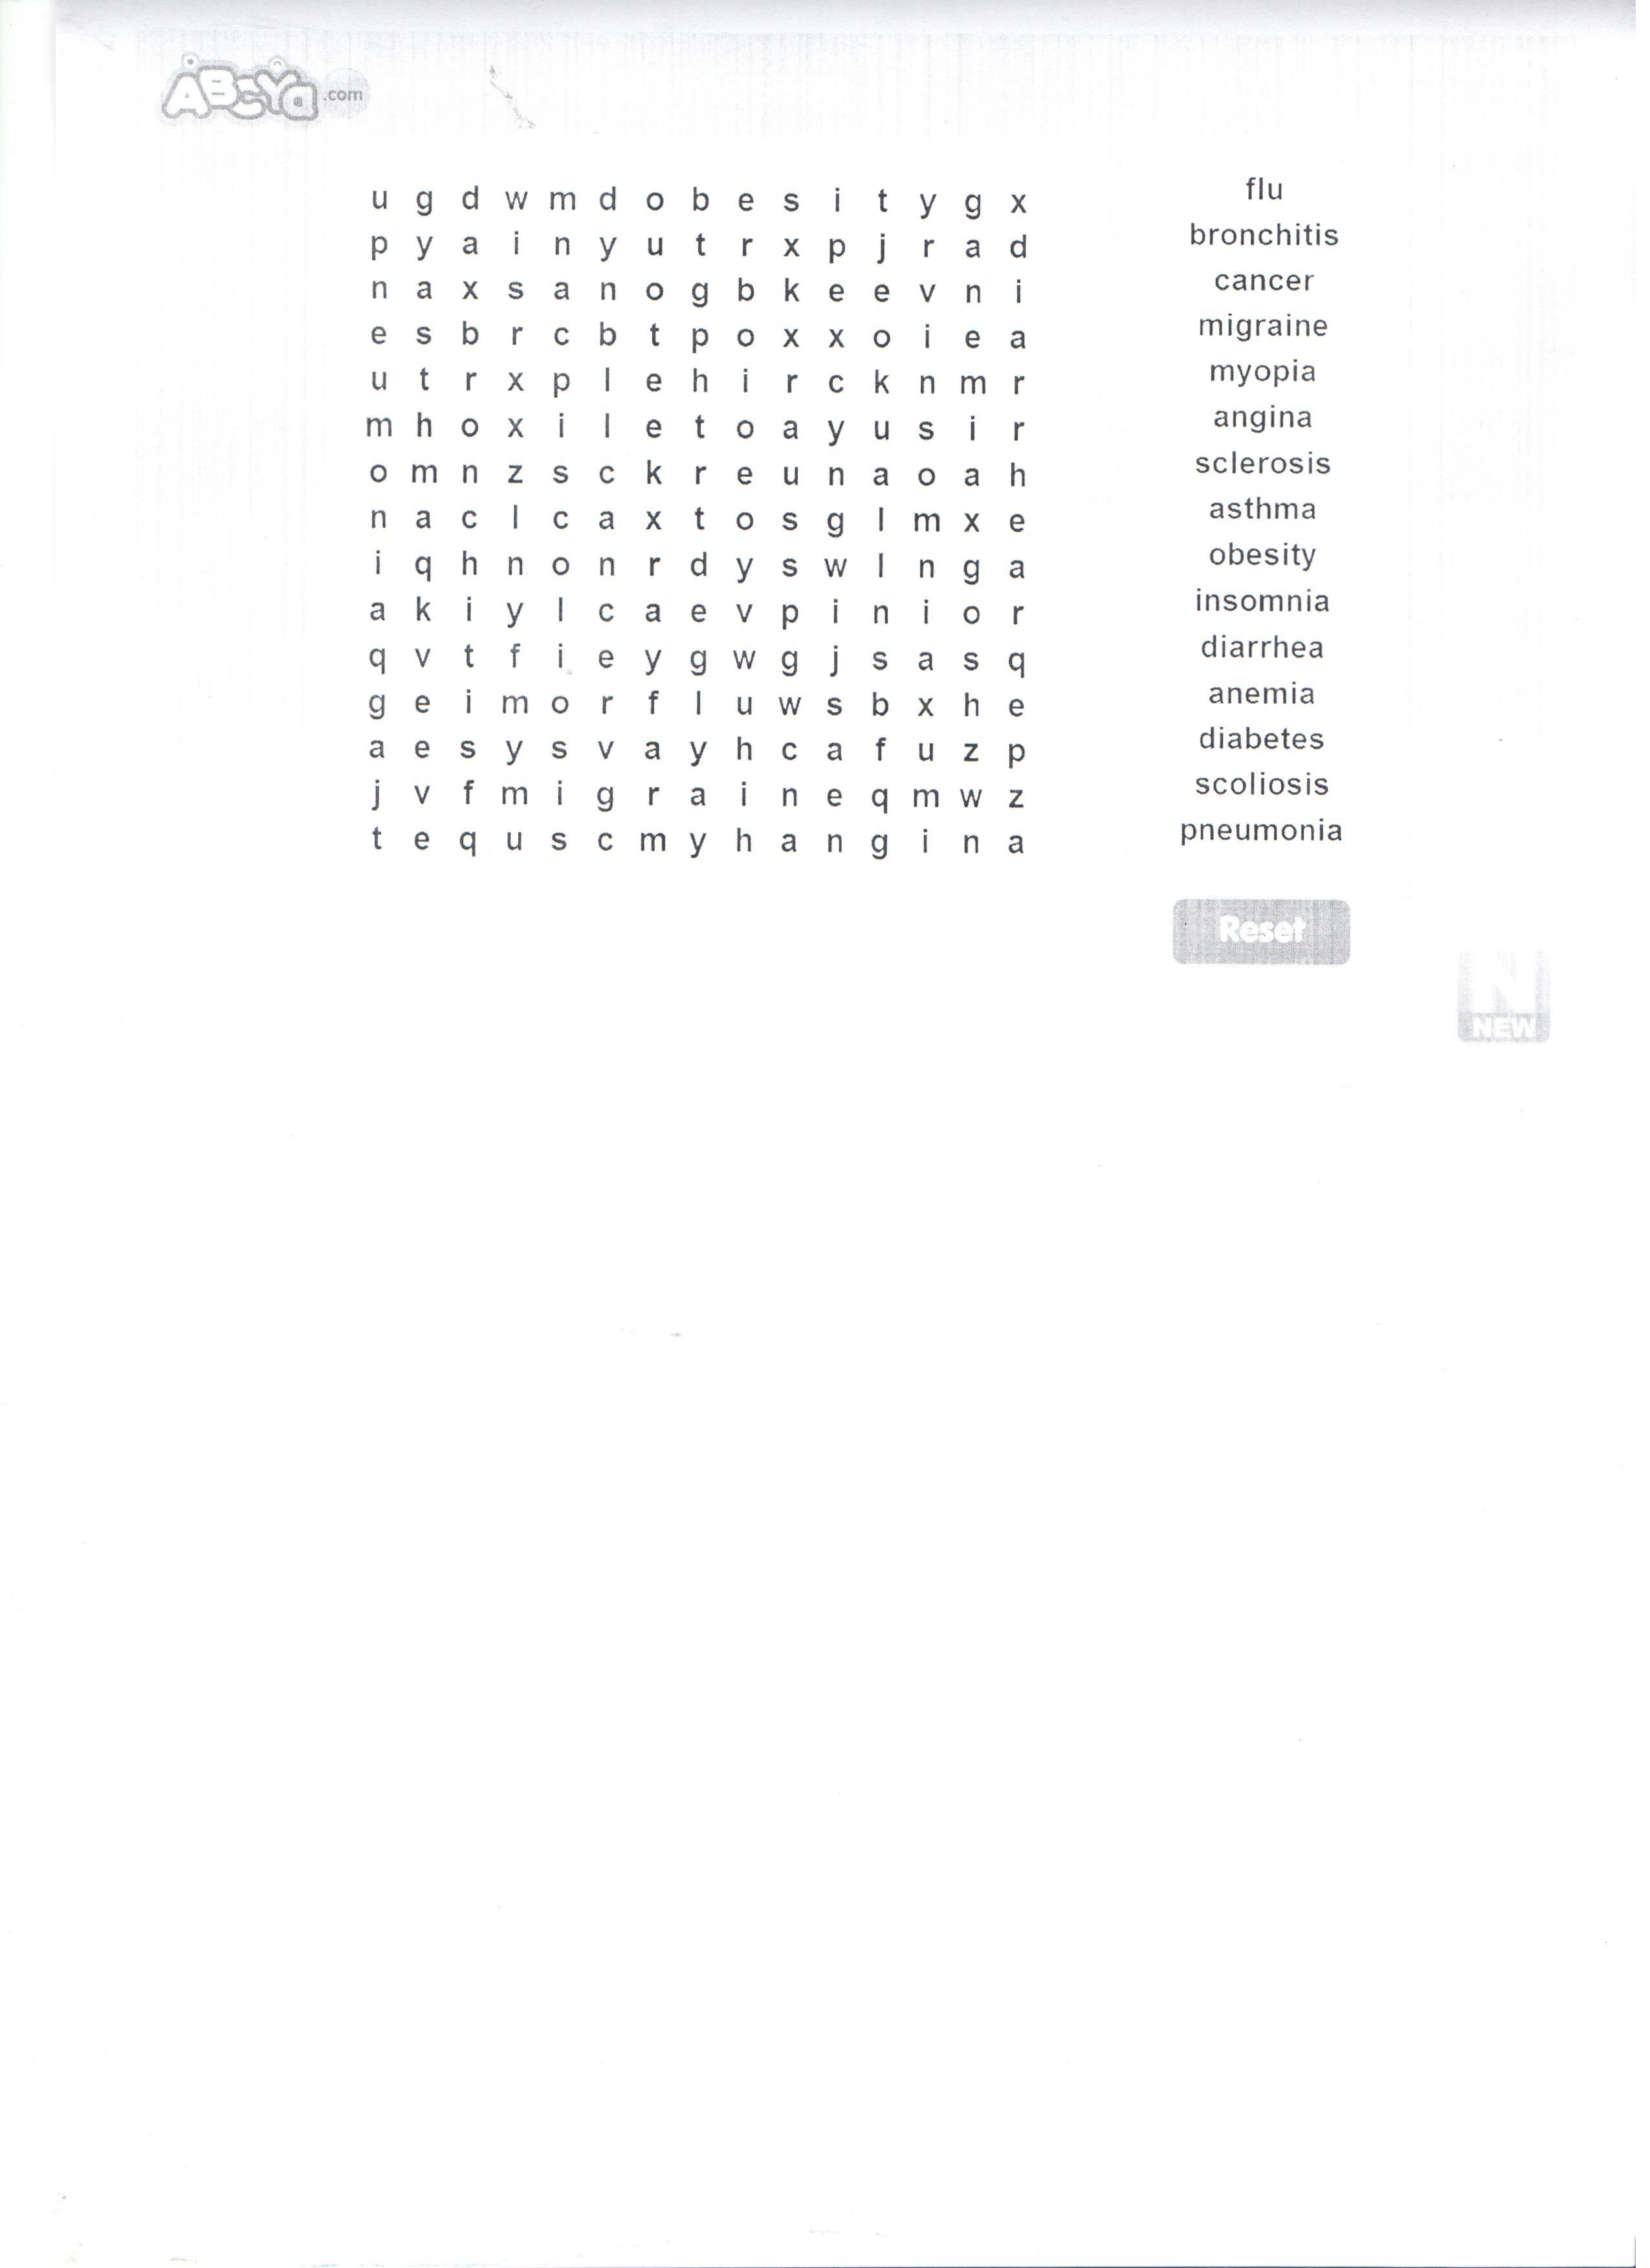 ABCYa.com
u g d w m d o b e s i t y g x
p y a i n y u t r x p j r a d
n a x s a n o g b k e e v n i
e s b r c b t p o x x o i e a
u t r x p l e h i r c k n m r
m h o x i l e t o a y u s i r
o m n z s c k r e u n a o a h
n a c l c a x t o s g l m x e
i q h n o n r d y s w l n g a
a k i y l c a e v p i n i o r
q v t f i e y g w g j s a s q
g e i m o r f l u w s b x h e
a e s y s v a y h c a f u z p
j v f m i g r a i n e q m w z
t e q u s c m y h a n g i n a
flu
bronchitis
cancer
migraine
myopia
angina
sclerosis
asthma
obesity
insomnia
diarrhea
anemia
diabetes
scoliosis
pneumonia
Reset
N
NEW